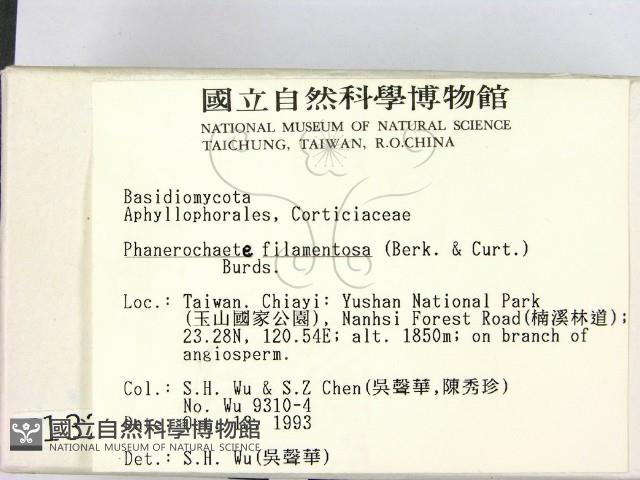 國立自然科學博物館
NATIONAL MUSEUM OF NATURAL SCIENCE
TAICHUNG, TAIWAN, R.O.CHINA
Basidiomycota
Aphyllophorales, Corticiaceae
Phanerochaete filamentosa (Berk. & Curt.)
Burds.
Loc.: Taiwan. Chiayi: Yushan National Park
(玉山國家公園), Nanhsi Forest Road(楠溪林道);
23.28N, 120.54E; alt. 1850m; on branch of
angiosperm.
Col.: S.H. Wu & S.Z Chen(吳聲華,陳秀珍)
No. Wu 9310-4
1993
國立自然科學博物館
NATIONAL MUSEUM OF NATURAL SCIENCE
Det.: S.H. Wu(吳聲華)